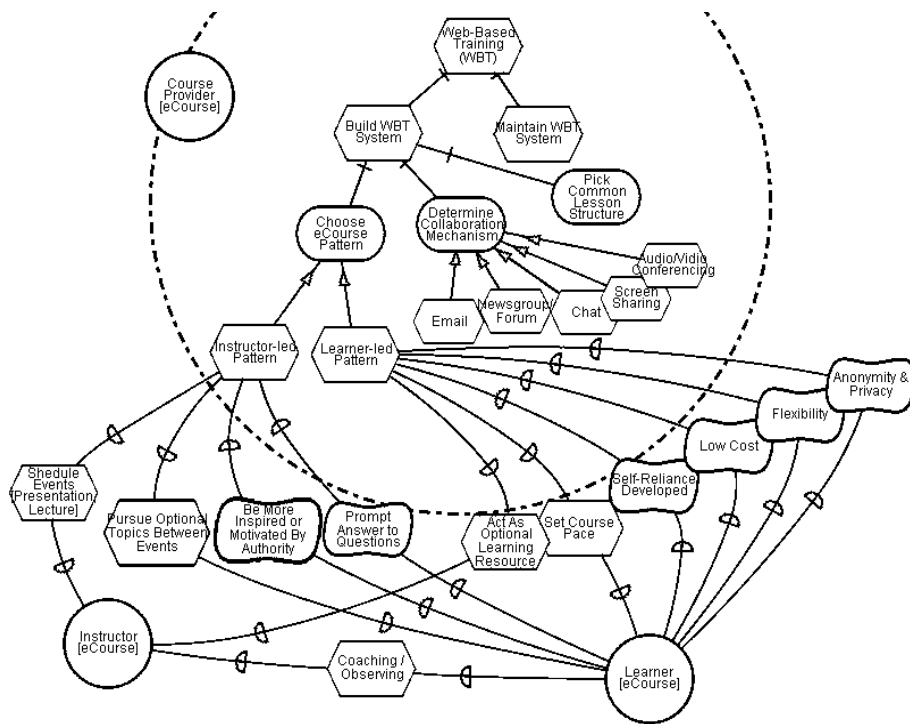 Web-Based
Training
(WBT)
Course
Provider
[eCourse]
Build WBT
System
Maintain WBT
System
Pick
Common
Lesson
Structure
Choose
eCourse
Pattern
Determine
Collaboration
Mechanism
Audio/Vidio
Conferencing
Screen
Sharing
Email
Newsgroup/
Forum
Chat
Instructor-led
Pattern
Learner-led
Pattern
Anonymity &
Privacy
Flexibility
Low Cost
Self-Reliance
Developed
Shedule
Events
[Presentation,
Lecture]
Pursue Optional
Topics Between
Events
Be More
Inspired or
Motivated By
Authority
Prompt
Answer to
Questions
Act As
Optional
Learning
Resource
Set Course
Pace
Instructor
[eCourse]
Coaching /
Observing
Learner
[eCourse]